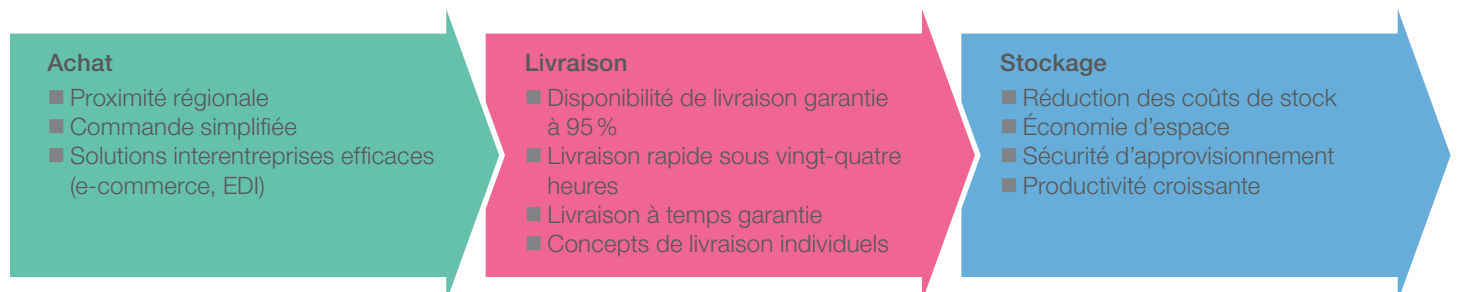 Achat
■ Proximité régionale
■ Commande simplifiée
■ Solutions interentreprises efficaces
(e-commerce, EDI)
Livraison
■ Disponibilité de livraison garantie
à 95 %
■ Livraison rapide sous vingt-quatre
heures
■ Livraison à temps garantie
■ Concepts de livraison individuels
Stockage
■ Réduction des coûts de stock
■ Économie d’espace
■ Sécurité d’approvisionnement
■ Productivité croissante